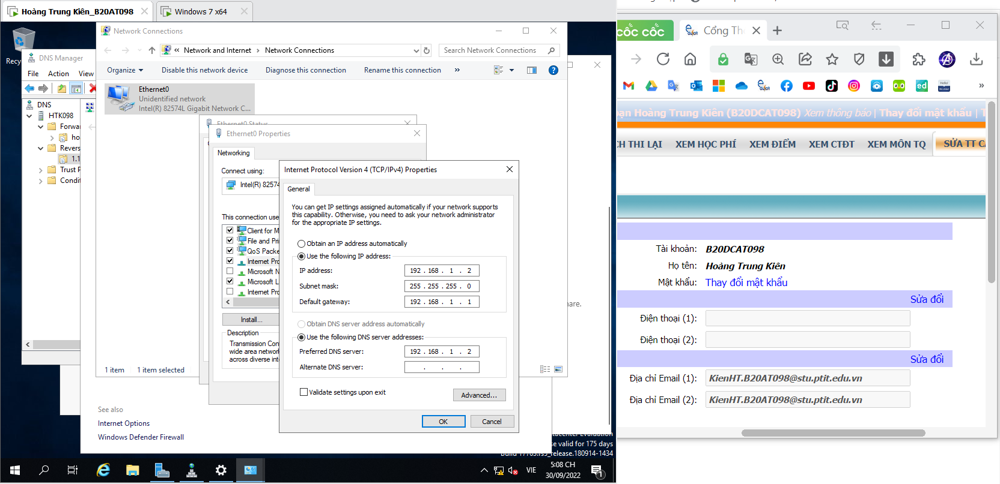 Hoàng Trung Kiên_B20AT098
Windows 7 x64
Recy
DNS Manager
File Action View
DNS
HTK098
Forwa
ho
Revers
1.1
Trust P
Condit
Network Connections
« Network and Internet › Network Connections
Search Network Connections
Organize
Disable this network device
Diagnose this connection
Rename this connection
»
Ethernet0
Unidentified network
Intel(R) 82574L Gigabit Network C...
Ethernet0 Status
Ethernet0 Properties
Networking
Connect using:
Intel(R) 82574
This connection use
Client for M
File and Pri
QoS Packe
Internet Pro
Microsoft N
Microsoft L
Internet Pro
Install...
Description
Transmission Con
wide area networ
across diverse int
Internet Protocol Version 4 (TCP/IPv4) Properties
General
You can get IP settings assigned automatically if your network supports
this capability. Otherwise, you need to ask your network administrator
for the appropriate IP settings.
Obtain an IP address automatically
Use the following IP address:
IP address: 192 . 168 . 1 . 2
Subnet mask: 255 . 255 . 255 . 0
Default gateway: 192 . 168 . 1 . 1
Obtain DNS server address automatically
Use the following DNS server addresses:
Preferred DNS server: 192 . 168 . 1 . 2
Alternate DNS server: . . .
Validate settings upon exit
Advanced...
OK
Cancel
1 item
1 item selected
hare.
See also
Internet Options
Windows Defender Firewall
tacenter Evaluation
se valid for 175 days
Build 17763.rs5_release.180914-1434
VIE
5:08 CH
30/09/2022
1
CỐC CỐC
Cổng Th
»
oạn Hoàng Trung Kiên (B20DCAT098) Xem thông báo | Thay đổi mật khẩu | T
CH THI LẠI
XEM HỌC PHÍ
XEM ĐIỂM
XEM CTĐT
XEM MÔN TQ
SỬA TT CÁ
Tài khoản: B20DCAT098
Họ tên: Hoàng Trung Kiên
Mật khẩu: Thay đổi mật khẩu
Sửa đổi
Điện thoại (1):
Điện thoại (2):
Sửa đổi
Địa chỉ Email (1): KienHT.B20AT098@stu.ptit.edu.vn
Địa chỉ Email (2): KienHT.B20AT098@stu.ptit.edu.vn